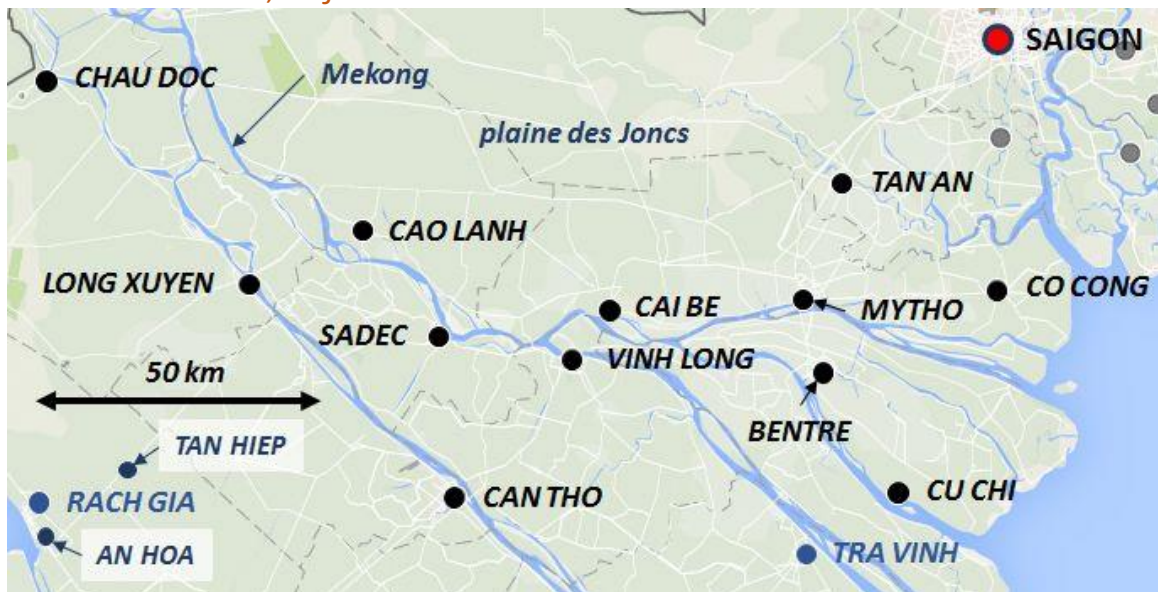 SAIGON
CHAU DOC
Mekong
plaine des Joncs
TAN AN
CAO LANH
LONG XUYEN
CO CONG
CAI BE
MYTHO
SADEC
VINH LONG
50 km
BENTRE
TAN HIEP
RACH GIA
CAN THO
CU CHI
AN HOA
TRA VINH